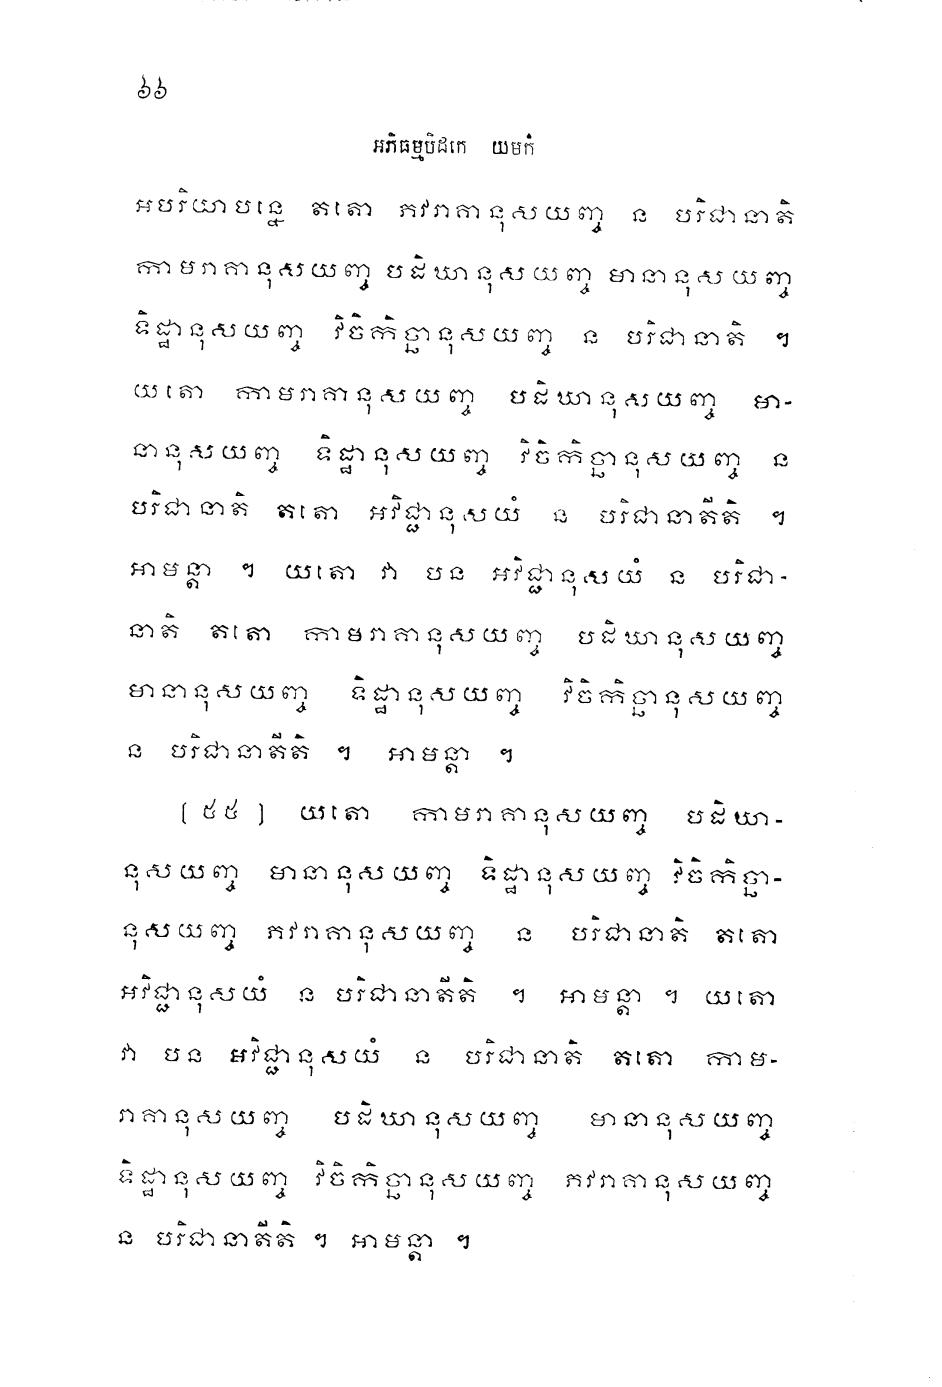 ៦៦
អភិធម្មបិដកេ យមកំ
អបរិយាបន្នេ តតោ ភវរាគានុសយញ្ច ន បរិជានាតិ
កាមរាគានុសយញ្ច បដិឃានុសយញ្ច មានានុសយញ្ច
ទិដ្ឋានុសយញ្ច វិចិកិច្ឆានុសយញ្ច ន បរិជានាតិ ។
យតោ កាមរាគានុសយញ្ច បដិឃានុសយញ្ច មា-
នានុសយញ្ច ទិដ្ឋានុសយញ្ច វិចិកិច្ឆានុសយញ្ច ន
បរិជានាតិ តតោ អវិជ្ជានុសយំ ន បរិជានាតីតិ ។
អាមន្តា ។ យតោ វា បន អវិជ្ជានុសយំ ន បរិជា-
នាតិ តតោ កាមរាគានុសយញ្ច បដិឃានុសយញ្ច
មានានុសយញ្ច ទិដ្ឋានុសយញ្ច វិចិកិច្ឆានុសយញ្ច
ន បរិជានាតីតិ ។ អាមន្តា ។
[ ៥៥ ] យតោ កាមរាគានុសយញ្ច បដិឃា-
នុសយញ្ច មានានុសយញ្ច ទិដ្ឋានុសយញ្ច វិចិកិច្ឆា-
នុសយញ្ច ភវរាគានុសយញ្ច ន បរិជានាតិ តតោ
អវិជ្ជានុសយំ ន បរិជានាតីតិ ។ អាមន្តា ។ យតោ
វា បន អវិជ្ជានុសយំ ន បរិជានាតិ តតោ កាម-
រាគានុសយញ្ច បដិឃានុសយញ្ច មានានុសយញ្ច
ទិដ្ឋានុសយញ្ច វិចិកិច្ឆានុសយញ្ច ភវរាគានុសយញ្ច
ន បរិជានាតីតិ ។ អាមន្តា ។